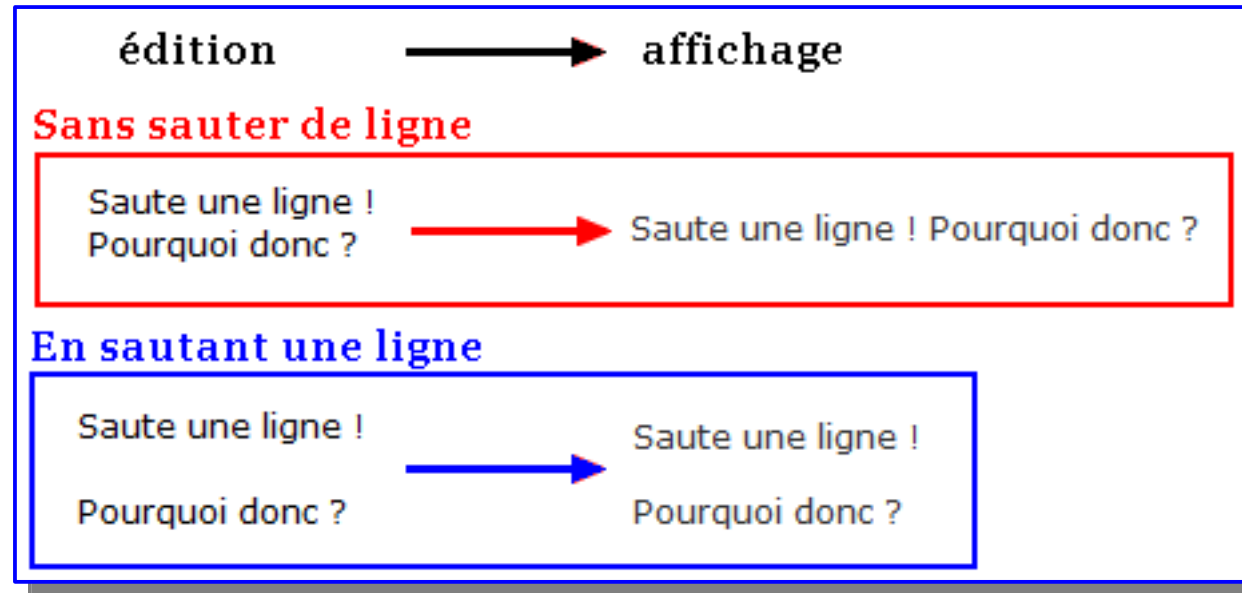 édition affichage
Sans sauter de ligne
Saute une ligne !
Pourquoi donc ?
Saute une ligne ! Pourquoi donc ?
En sautant une ligne
Saute une ligne !
Pourquoi donc ?
Saute une ligne !
Pourquoi donc ?